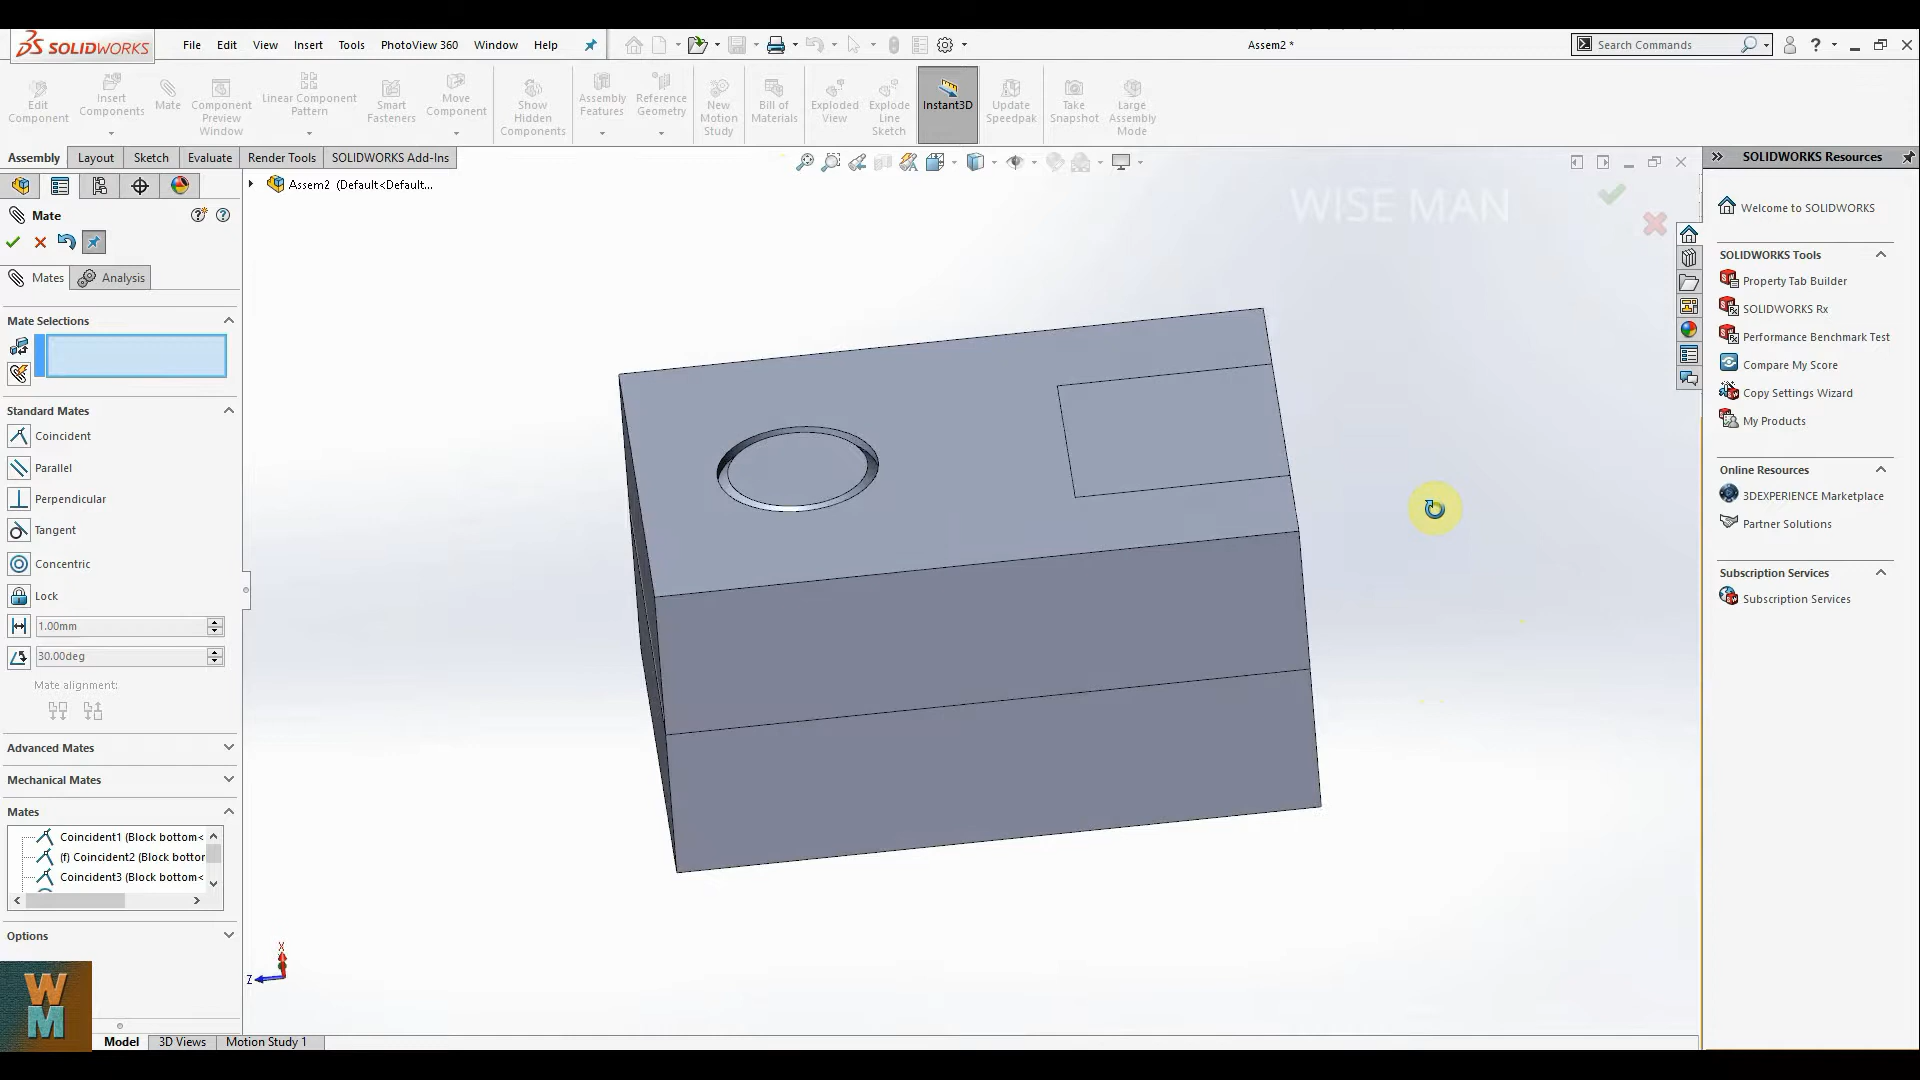 SOLIDWORKS File Edit View Insert Tools PhotoView 360 Window Help Assem2 * Search Commands ?
Edit Component Insert Components Mate Component Preview Window Linear Component Pattern Smart Fasteners Move Component Show Hidden Components Assembly Features Reference Geometry New Motion Study Bill of Materials Exploded View Explode Line Sketch Instant3D Update Speedpak Take Snapshot Large Assembly Mode
Assembly Layout Sketch Evaluate Render Tools SOLIDWORKS Add-Ins
Assem2 (Default<Default...
WISE MAN
Mate
Mates Analysis
Mate Selections
Standard Mates
Coincident
Parallel
Perpendicular
Tangent
Concentric
Lock
1.00mm
30.00deg
Mate alignment:
Advanced Mates
Mechanical Mates
Mates
Coincident1 (Block bottom<
(f) Coincident2 (Block bottor
Coincident3 (Block bottom<
Options
WM
X
Z
Model 3D Views Motion Study 1
SOLIDWORKS Resources
Welcome to SOLIDWORKS
SOLIDWORKS Tools
Property Tab Builder
SOLIDWORKS Rx
Performance Benchmark Test
Compare My Score
Copy Settings Wizard
My Products
Online Resources
3DEXPERIENCE Marketplace
Partner Solutions
Subscription Services
Subscription Services